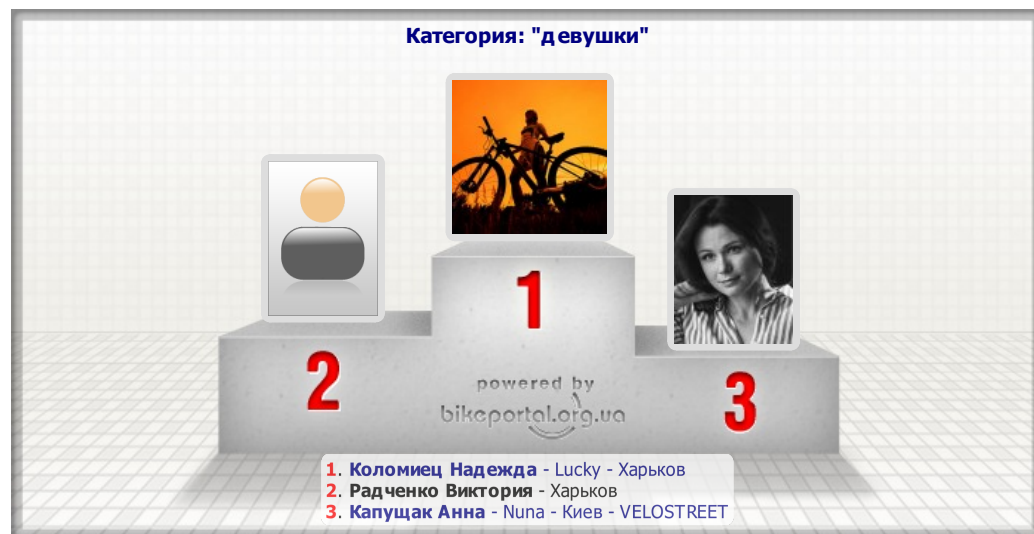 Категория: "девушки"
1
2
3
powered by
bikeportal.org.ua
1. Коломиец Надежда - Lucky - Харьков
2. Радченко Виктория - Харьков
3. Капущак Анна - Nuna - Киев - VELOSTREET